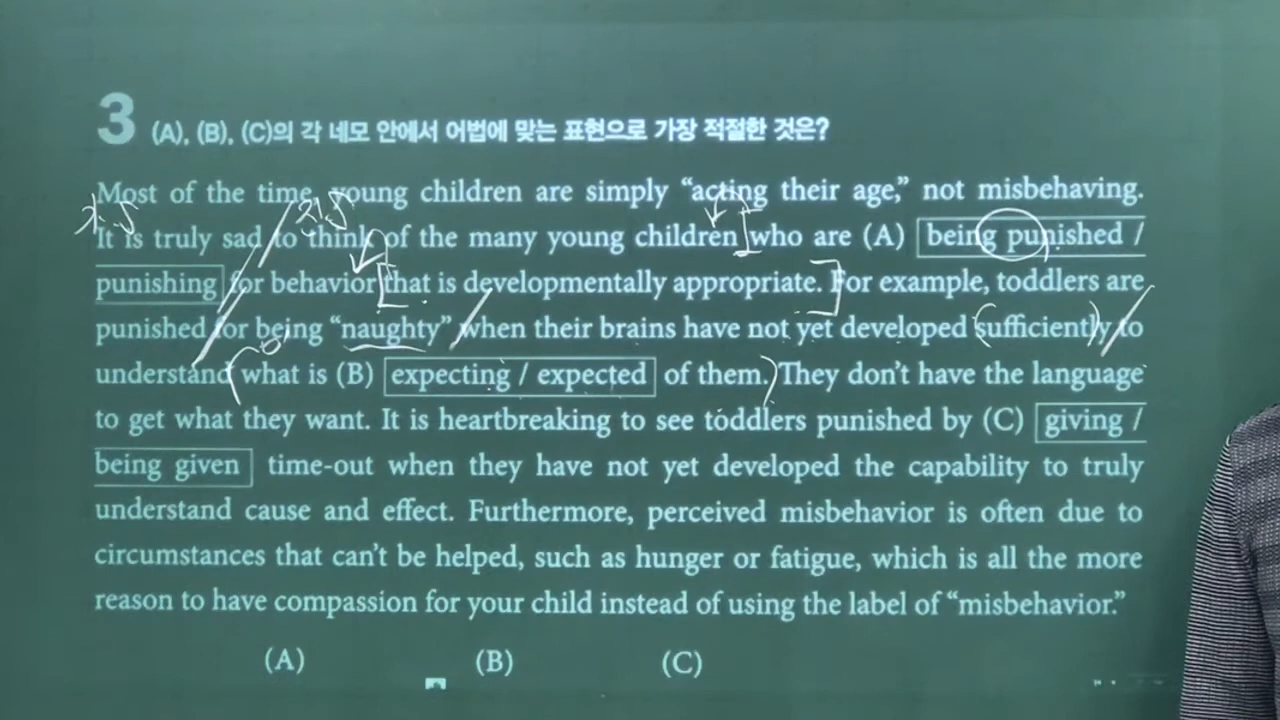 3 (A), (B), (C)의 각 네모 안에서 어법에 맞는 표현으로 가장 적절한 것은?
Most of the time, young children are simply “acting their age,” not misbehaving.
가S 진S
It is truly sad to think of the many young children who are (A) being punished /
punishing for behavior that is developmentally appropriate. For example, toddlers are
punished for being “naughty” when their brains have not yet developed sufficiently to
understand what is (B) expecting / expected of them. They don’t have the language
to get what they want. It is heartbreaking to see toddlers punished by (C) giving /
being given time-out when they have not yet developed the capability to truly
understand cause and effect. Furthermore, perceived misbehavior is often due to
circumstances that can’t be helped, such as hunger or fatigue, which is all the more
reason to have compassion for your child instead of using the label of “misbehavior.”
(A) (B) (C)